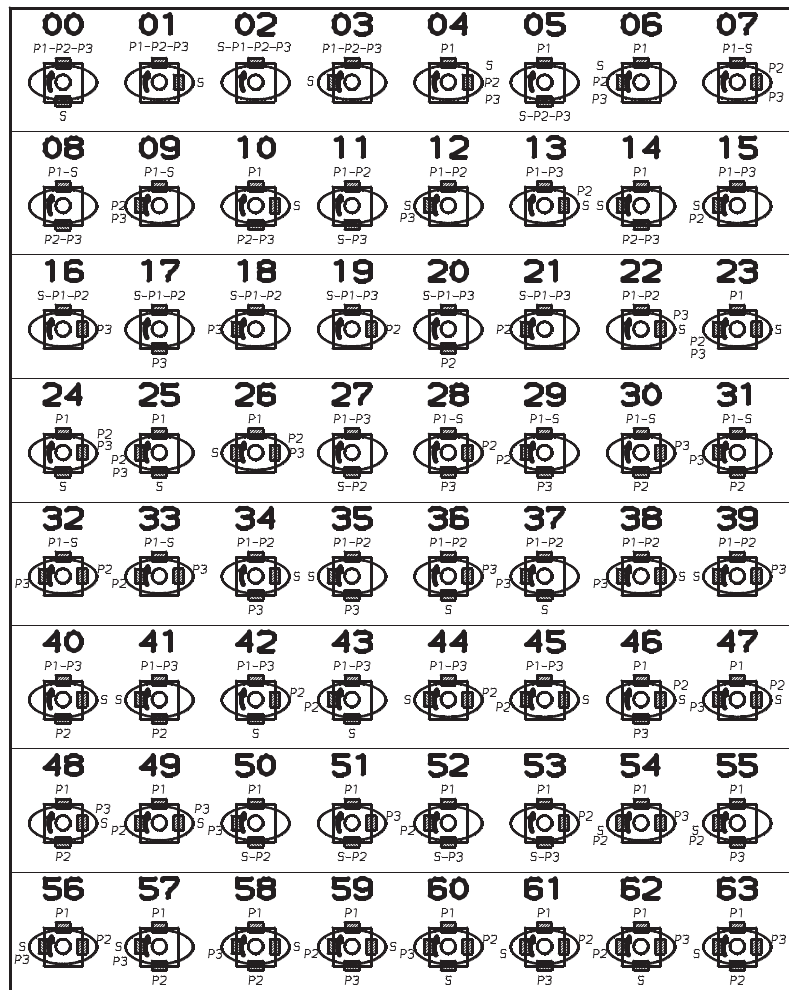 00 01 02 03 04 05 06 07
P1-P2-P3 P1-P2-P3 S-P1-P2-P3 P1-P2-P3 P1 P1 P1 P1-S
S S P2
S S P2 P2
P3 P3 P3
S S-P2-P3
08 09 10 11 12 13 14 15
P1-S P1-S P1 P1-P2 P1-P2 P1-P3 P1 P1-P3
P2
P2 S S S S S
P3 P3 P2
P2-P3 P2-P3 S-P3 P2-P3
16 17 18 19 20 21 22 23
S-P1-P2 S-P1-P2 S-P1-P2 S-P1-P3 S-P1-P3 S-P1-P3 P1-P2 P1
P3
P3 P3 P2 P2 S S
P2
P3
P3 P2
24 25 26 27 28 29 30 31
P1 P1 P1 P1-P3 P1-S P1-S P1-S P1-S
P2 P2
P3 S P3 P2 P2 P3 P3
P2
P3
S S S-P2 P3 P3 P2 P2
32 33 34 35 36 37 38 39
P1-S P1-S P1-P2 P1-P2 P1-P2 P1-P2 P1-P2 P1-P2
P3 P2 P2 P3 S S P3 P3 P3 S S P3
P3 P3 S S
40 41 42 43 44 45 46 47
P1-P3 P1-P3 P1-P3 P1-P3 P1-P3 P1-P3 P1 P1
P2 P2
S S P2 P2 S P2 P2 S S P3 S
P2 P2 S S P3
48 49 50 51 52 53 54 55
P1 P1 P1 P1 P1 P1 P1 P1
P3 P3
S P2 S P3 P3 P2 P2 S P3 S
P2 P2
P2 S-P2 S-P2 S-P3 S-P3 P3
56 57 58 59 60 61 62 63
P1 P1 P1 P1 P1 P1 P1 P1
S P2 S P3 S P2 S P3 P2 S P2 P2 P3 S P3
P3 P3
P2 P2 P3 S P3 S P2